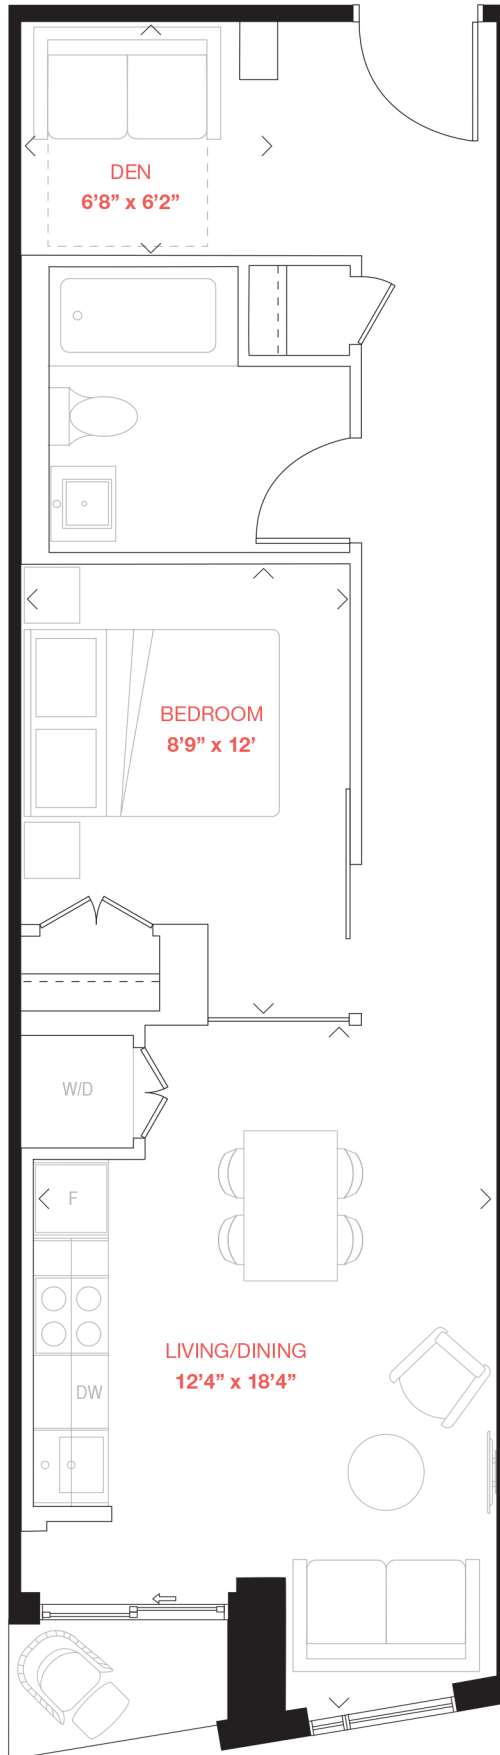 DEN
6’8” x 6’2”
BEDROOM
8’9” x 12’
W/D
F
LIVING/DINING
12’4” x 18’4”
DW